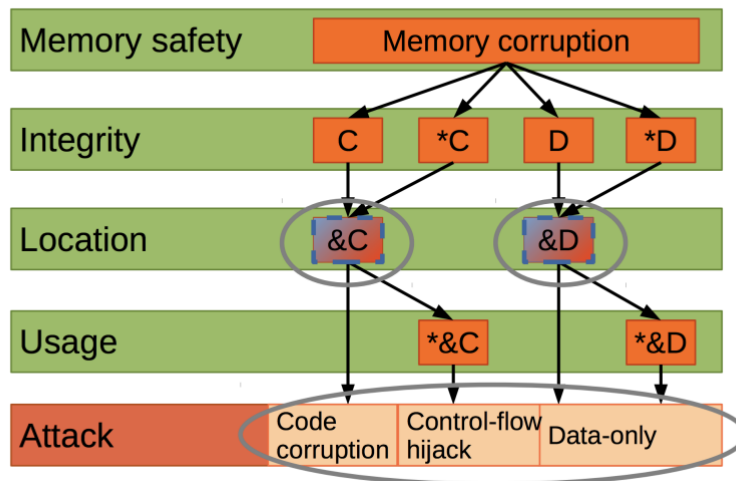 Memory safety
Memory corruption
Integrity
C
*C
D
*D
Location
&C
&D
Usage
*&C
*&D
Attack
Code
corruption
Control-flow
hijack
Data-only